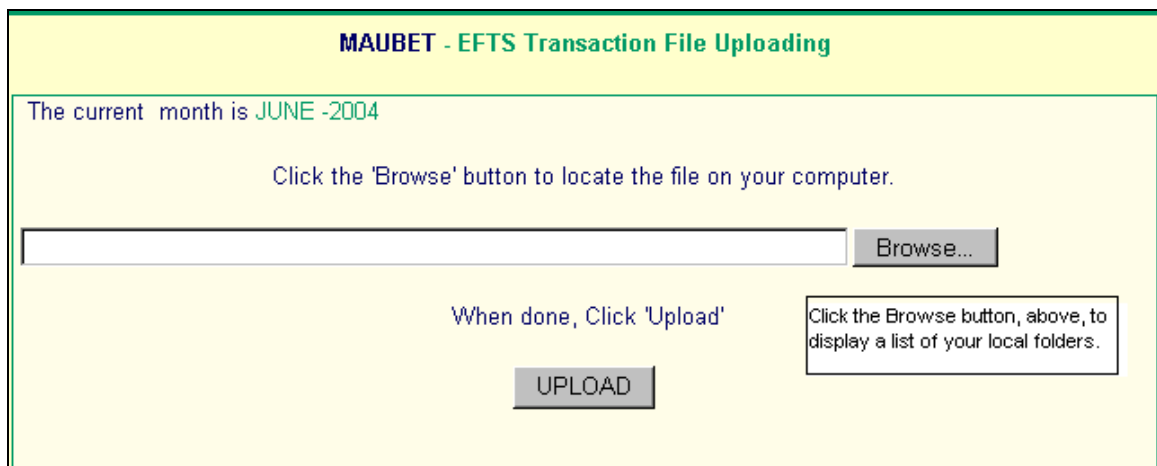 MAUBET - EFTS Transaction File Uploading
The current month is JUNE -2004
Click the 'Browse' button to locate the file on your computer.
Browse...
When done, Click 'Upload'
Click the Browse button, above, to
display a list of your local folders.
UPLOAD